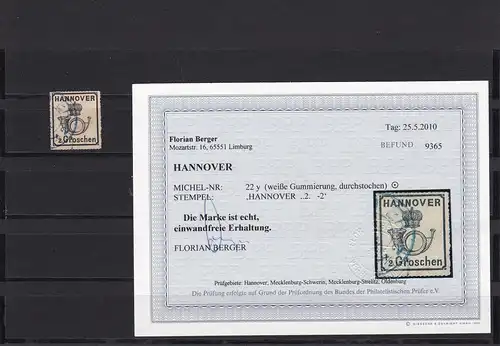 HANNOVER
½ Groschen
Florian Berger
Mozartstr. 16, 65551 Limburg
Tag: 25.5.2010
BEFUND 9365
HANNOVER
MICHEL-NR: 22 y (weiße Gummierung, durchstochen) ⊙
STEMPEL: ‚HANNOVER ..2. -2‘
Die Marke ist echt,
einwandfreie Erhaltung.
FLORIAN BERGER
HANNOVER
½ Groschen
Prüfgebiete: Hannover, Mecklenburg-Schwerin, Mecklenburg-Strelitz, Oldenburg
Die Prüfung erfolgte auf Grund der Prüfordnung des Bundes der Philatelistischen Prüfer e.V.